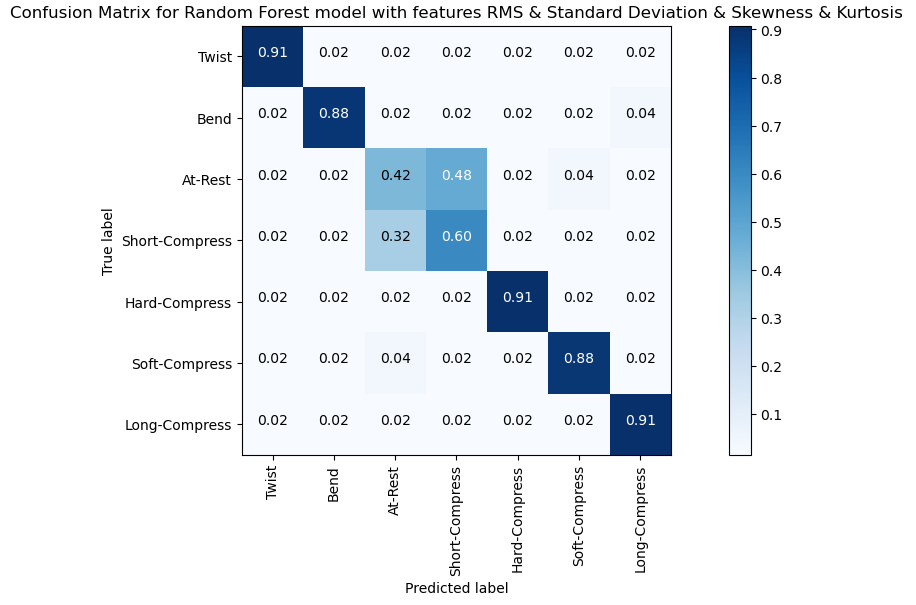 Confusion Matrix for Random Forest model with features RMS & Standard Deviation & Skewness & Kurtosis
True label
Twist 0.91 0.02 0.02 0.02 0.02 0.02 0.02
Bend 0.02 0.88 0.02 0.02 0.02 0.02 0.04
At-Rest 0.02 0.02 0.42 0.48 0.02 0.04 0.02
Short-Compress 0.02 0.02 0.32 0.60 0.02 0.02 0.02
Hard-Compress 0.02 0.02 0.02 0.02 0.91 0.02 0.02
Soft-Compress 0.02 0.02 0.04 0.02 0.02 0.88 0.02
Long-Compress 0.02 0.02 0.02 0.02 0.02 0.02 0.91
Twist
Bend
At-Rest
Short-Compress
Hard-Compress
Soft-Compress
Long-Compress
Predicted label
0.9
0.8
0.7
0.6
0.5
0.4
0.3
0.2
0.1